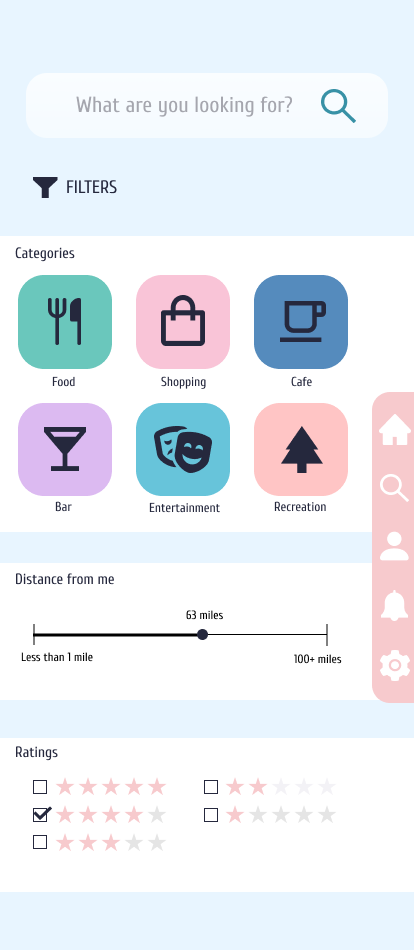 What are you looking for?
FILTERS
Categories
Food
Shopping
Cafe
Bar
Entertainment
Recreation
Distance from me
63 miles
Less than 1 mile
100+ miles
Ratings